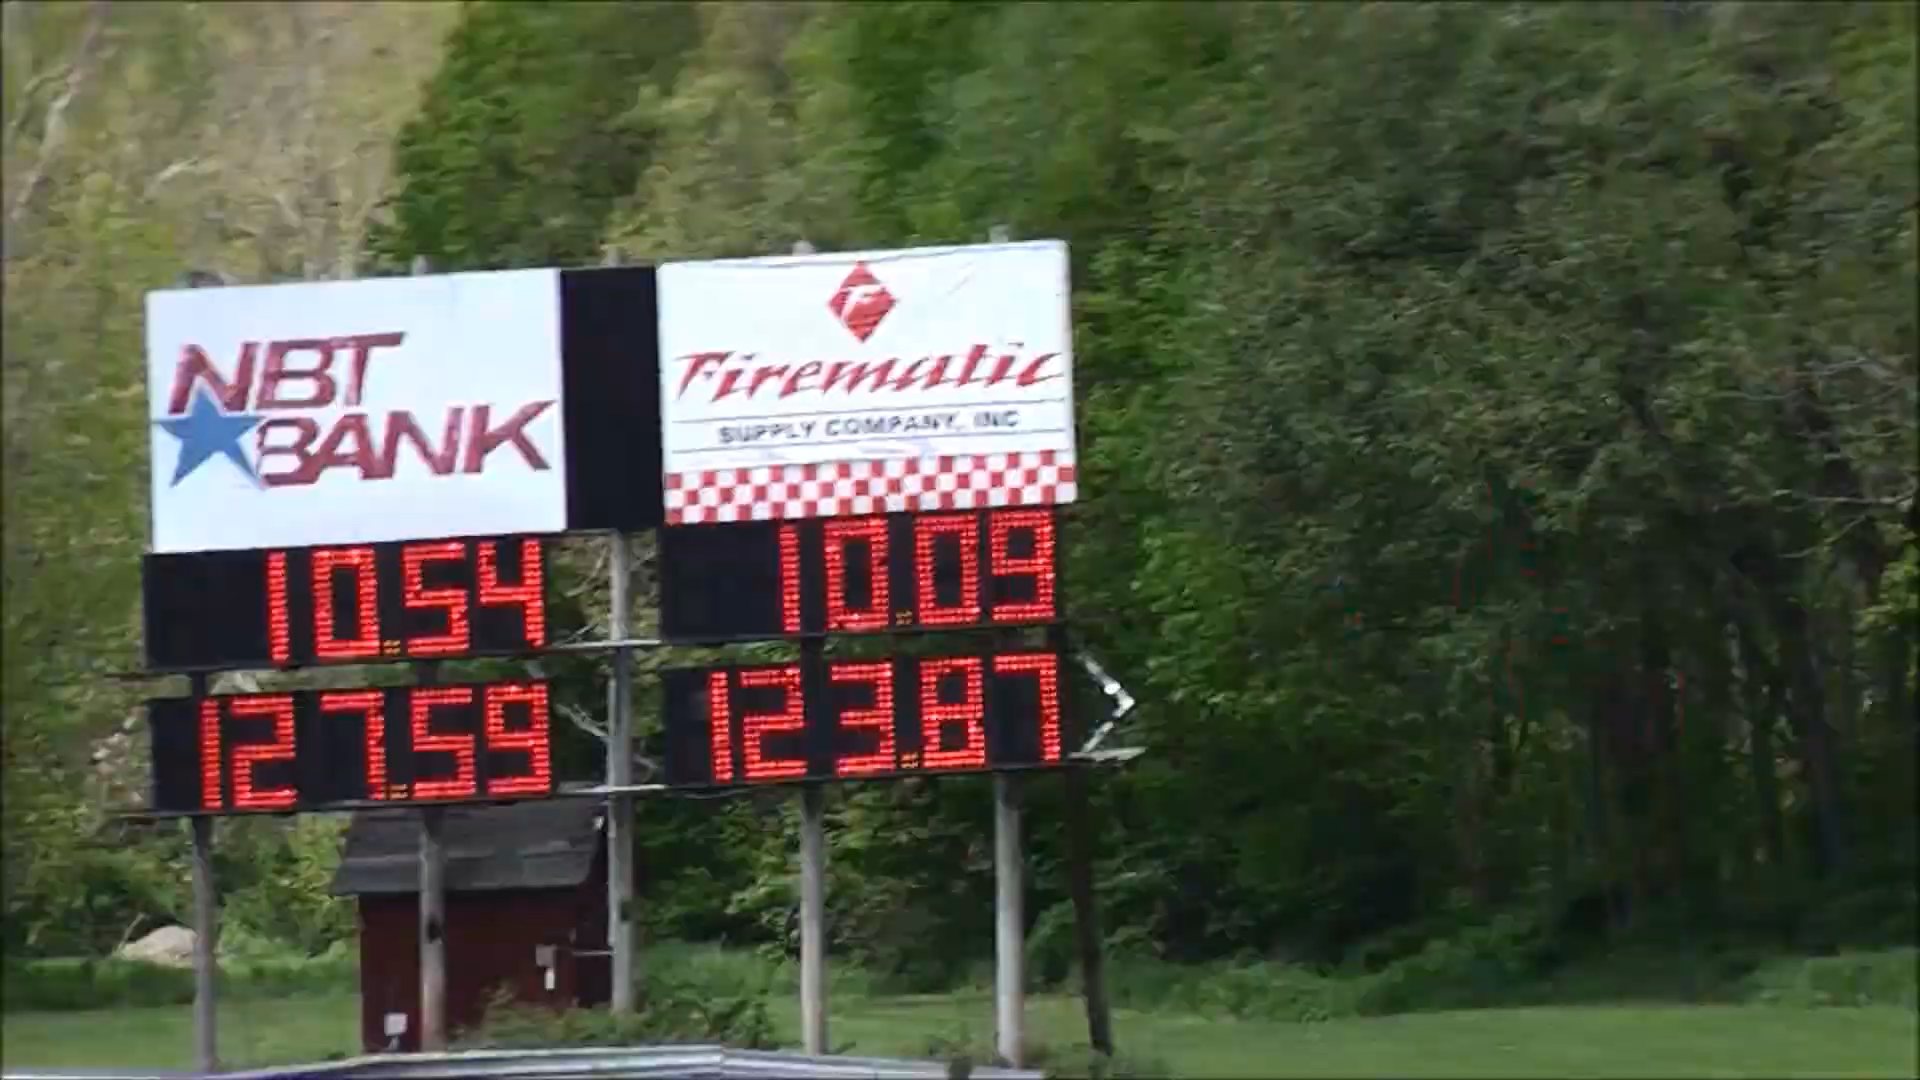 NBT
BANK
F
Firematic
SUPPLY COMPANY, INC
10.54
10.09
127.59
123.87